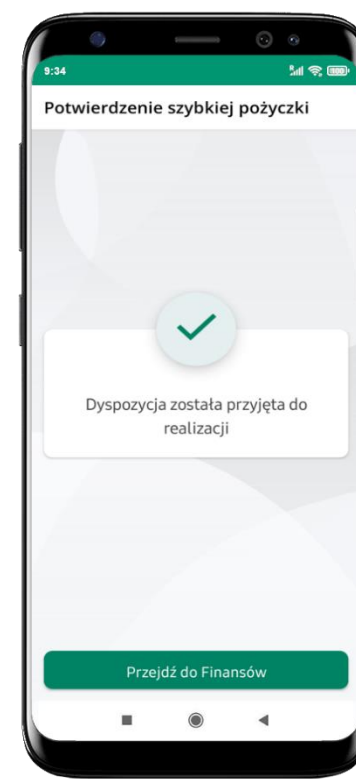 9:34
Potwierdzenie szybkiej pożyczki
Dyspozycja została przyjęta do
realizacji
Przejdź do Finansów